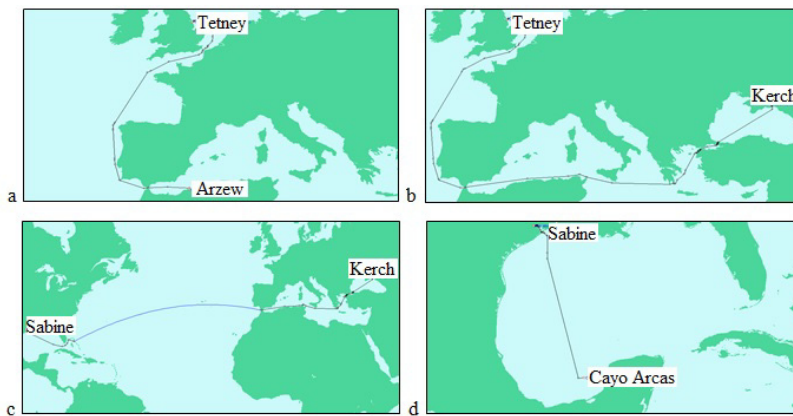 Tetney
Arzew
a
Tetney
Kerch
b
Kerch
Sabine
c
Sabine
Cayo Arcas
d